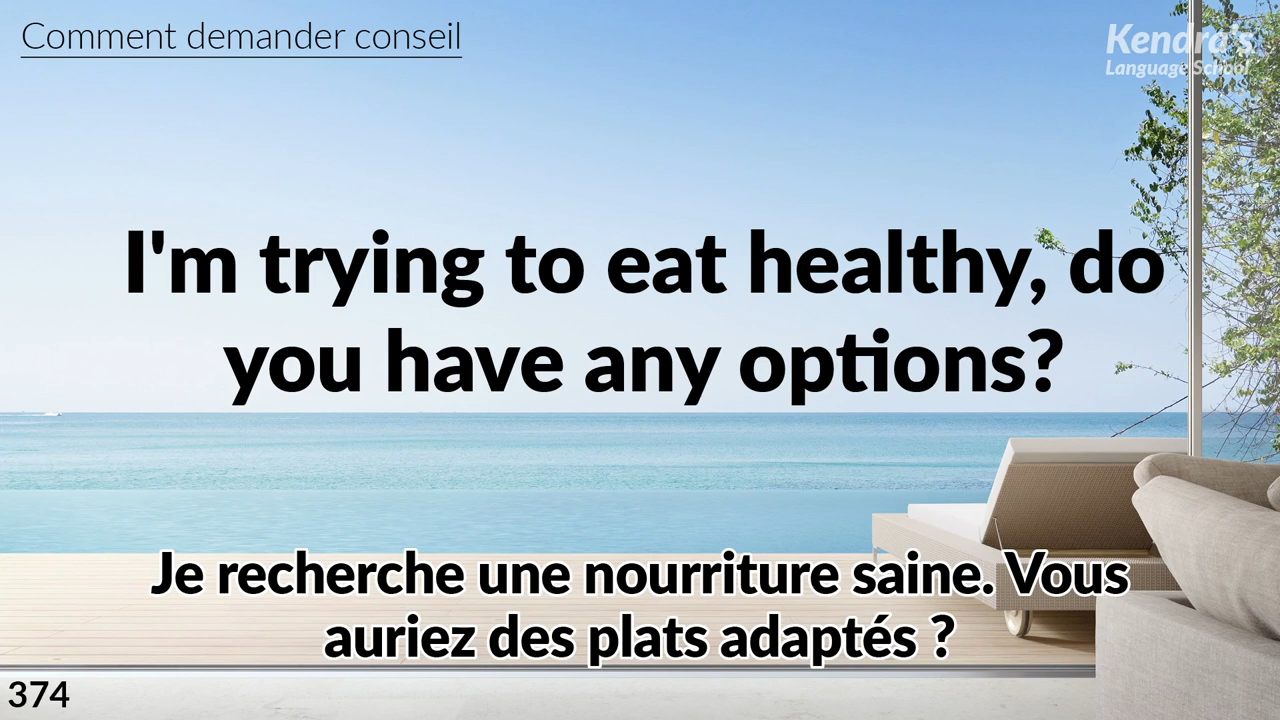 Comment demander conseil
Kendra's
Language School
I'm trying to eat healthy, do
you have any options?
Je recherche une nourriture saine. Vous
auriez des plats adaptés ?
374